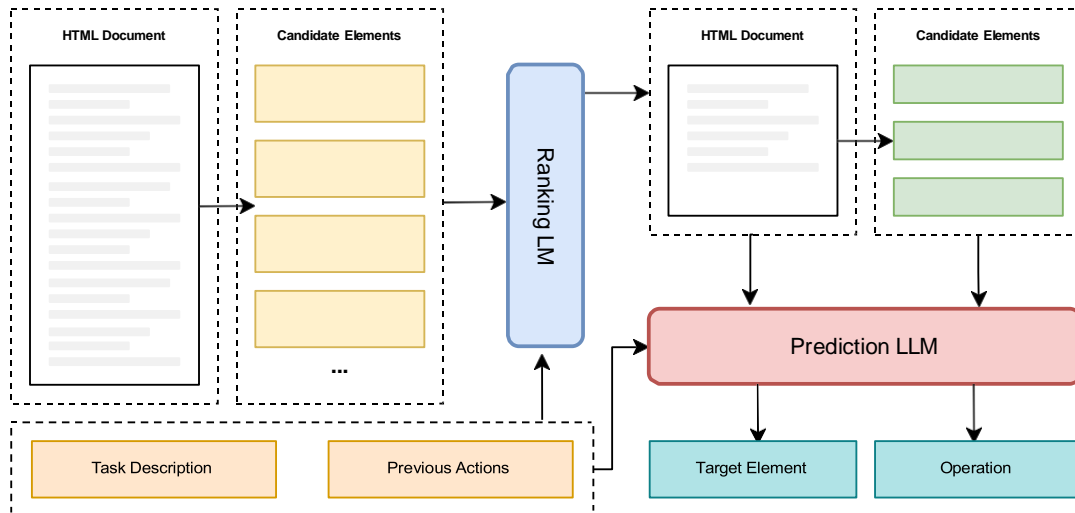 HTML Document
Candidate Elements
HTML Document
Candidate Elements
Ranking LM
...
Prediction LLM
Task Description
Previous Actions
Target Element
Operation